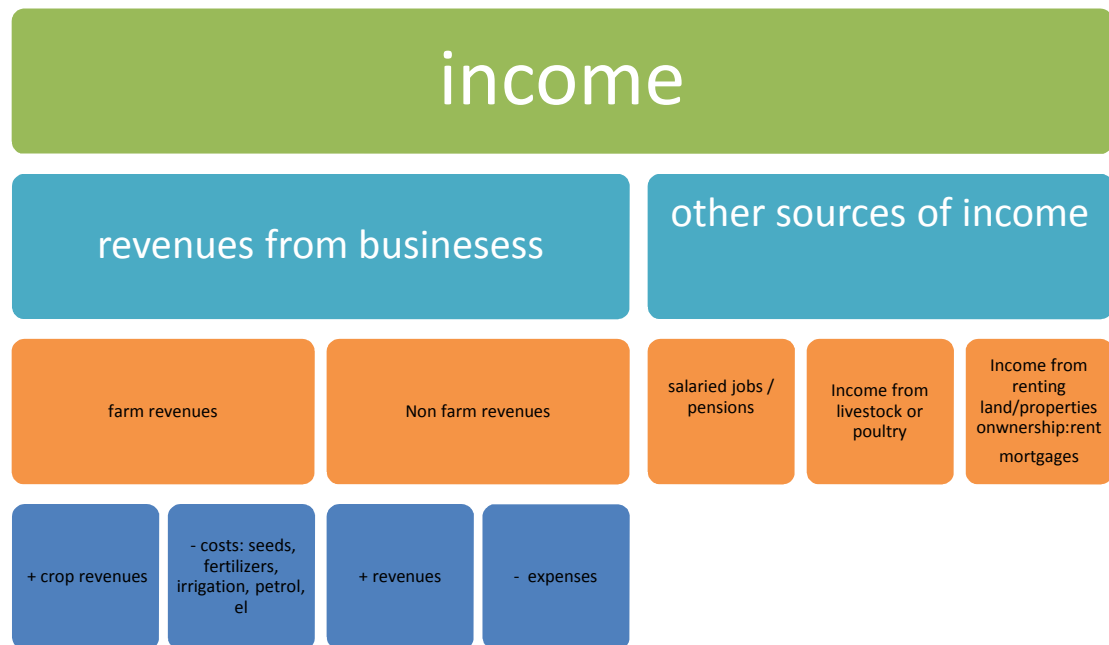 income
revenues from businesess
other sources of income
farm revenues
Non farm revenues
salaried jobs /
pensions
Income from
livestock or
poultry
Income from
renting
land/properties
onwnership:rent
mortgages
+ crop revenues
- costs: seeds,
fertilizers,
irrigation, petrol,
el
+ revenues
- expenses